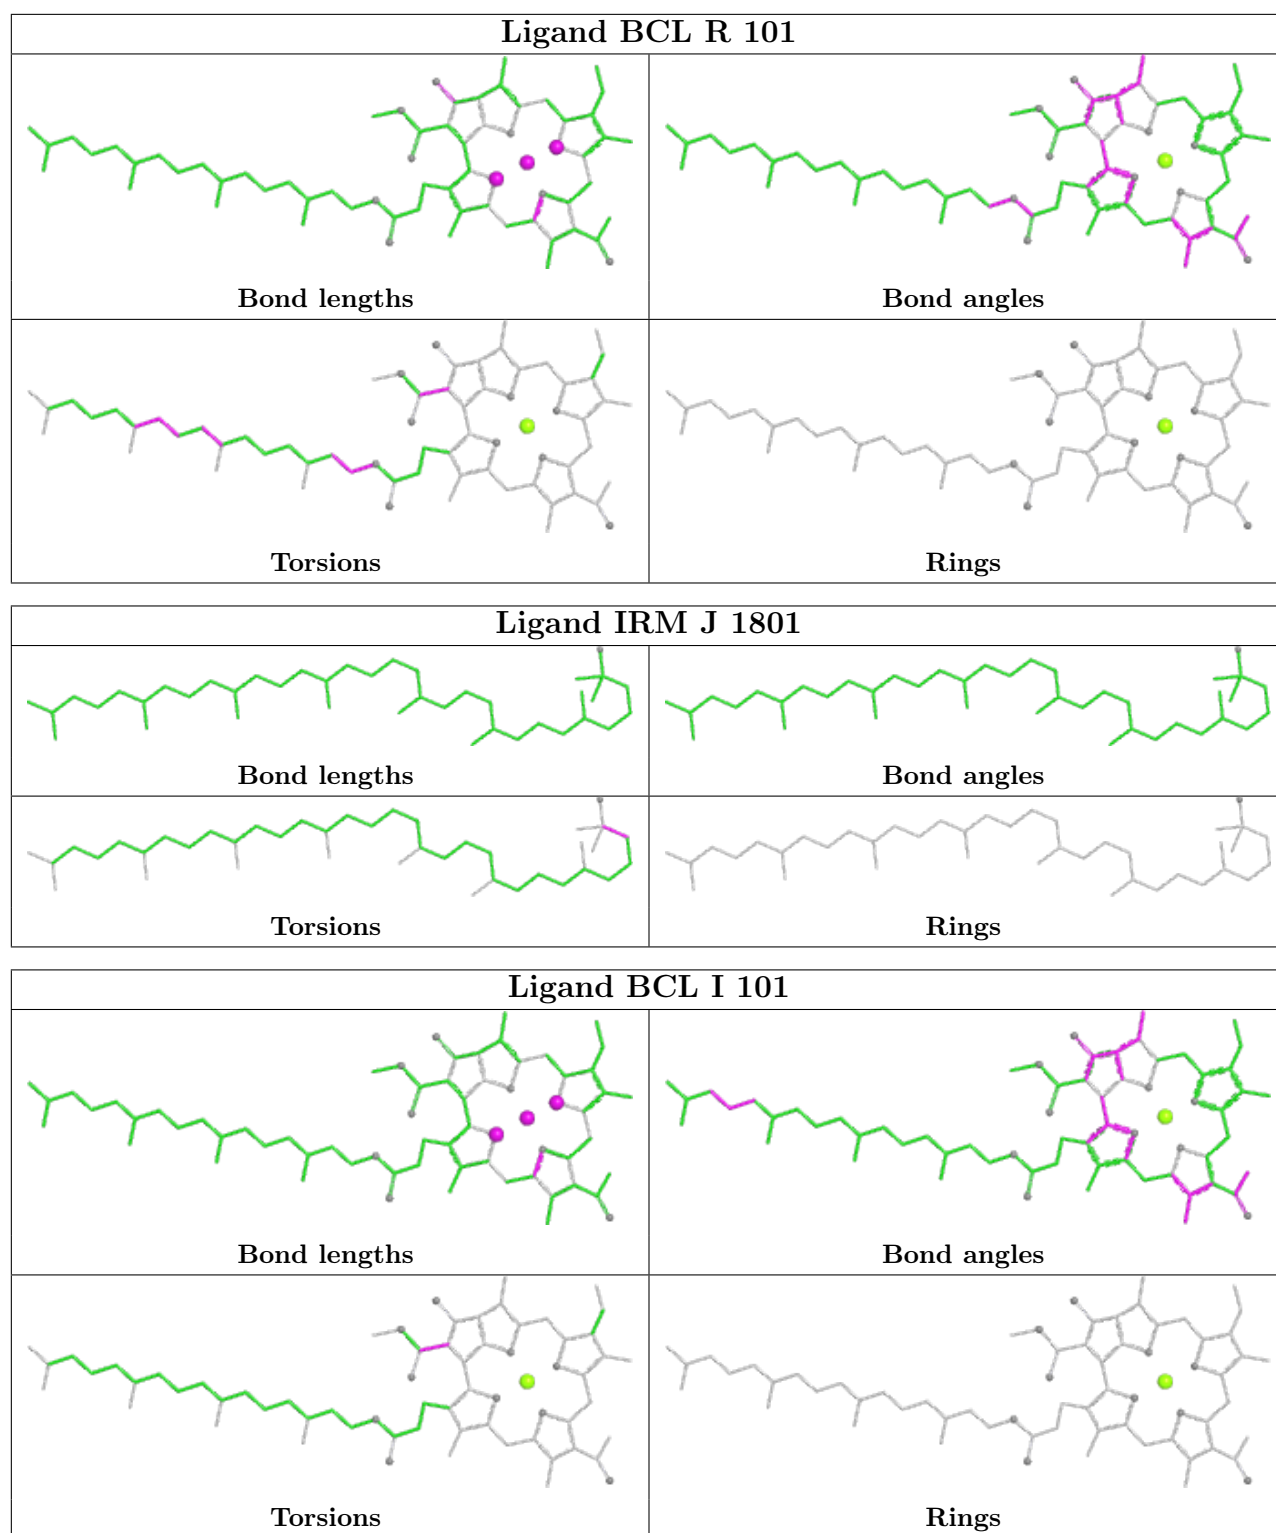 Ligand BCL R 101
Bond lengths
Bond angles
Torsions
Rings
Ligand IRM J 1801
Bond lengths
Bond angles
Torsions
Rings
Ligand BCL I 101
Bond lengths
Bond angles
Torsions
Rings